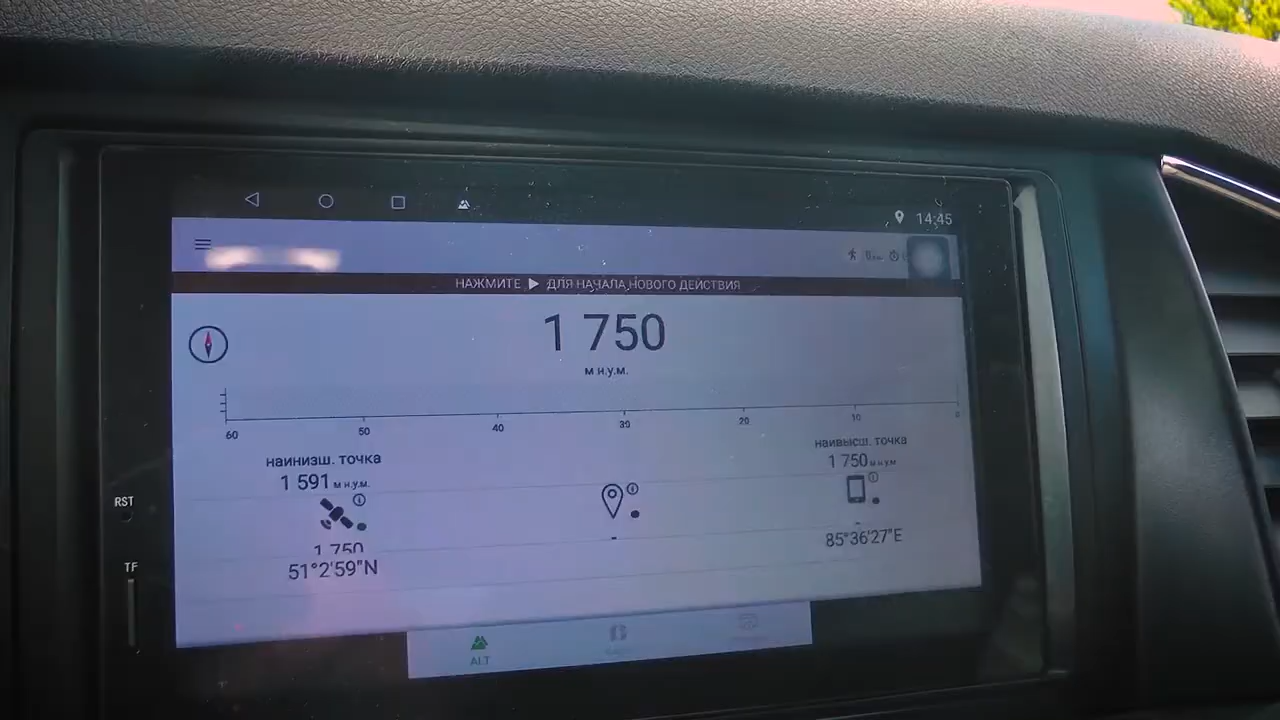 14:45
НАЖМИТЕ ▶ ДЛЯ НАЧАЛА НОВОГО ДЕЙСТВИЯ
1 750
м н.у.м.
60 50 40 30 20 10 0
наинизш. точка
1 591 м н.у.м.
наивысш. точка
1 750 м н.у.м
RST
1 750
-
-
TF
51°2'59"N
85°36'27"E
ALT